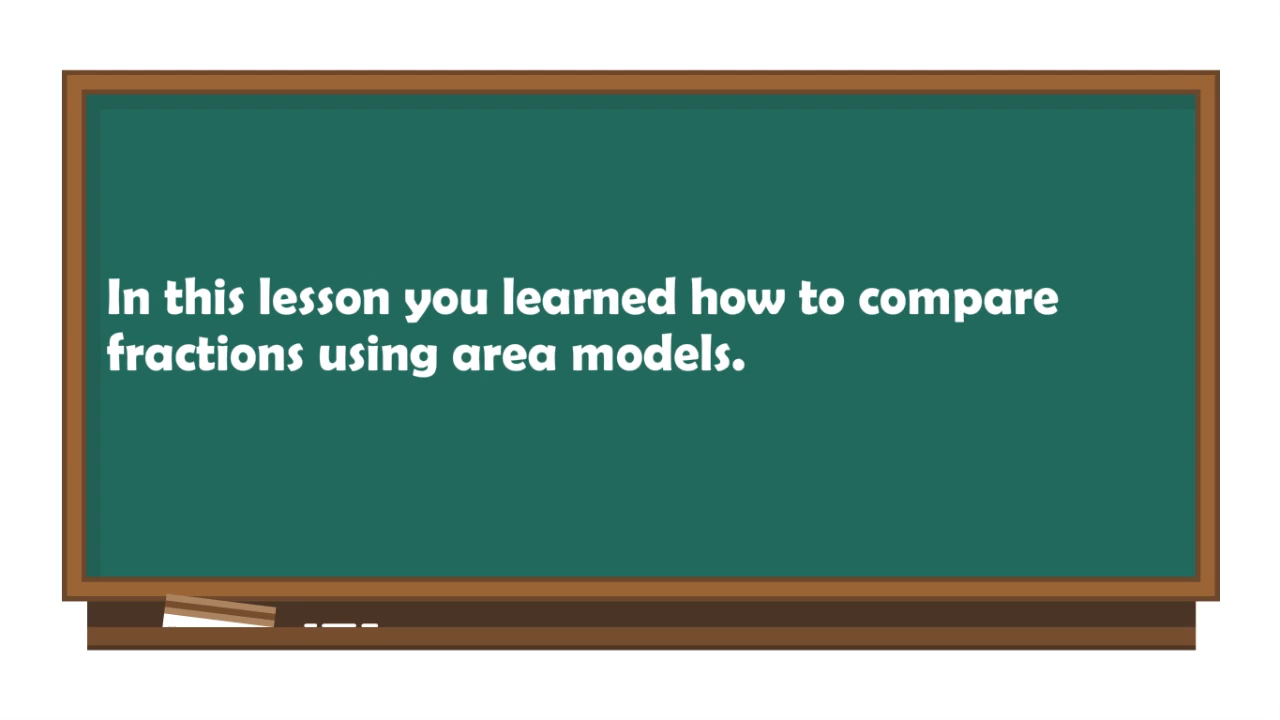 In this lesson you learned how to compare
fractions using area models.